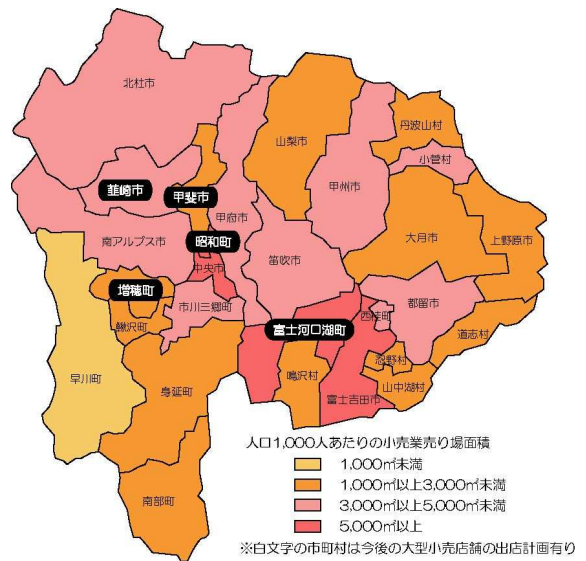 北杜市
丹波山村
山梨市
小菅村
韮崎市
甲斐市
甲州市
甲府市
昭和町
大月市
上野原市
南アルプス市
中央市
笛吹市
増穂町
市川三郷町
都留市
西桂町
鰍沢町
富士河口湖町
道志村
忍野村
早川町
身延町
鳴沢村
山中湖村
富士吉田市
南部町
人口1,000人あたりの小売業売り場面積
1,000㎡未満
1,000㎡以上3,000㎡未満
3,000㎡以上5,000㎡未満
5,000㎡以上
※白文字の市町村は今後の大型小売店舗の出店計画有り